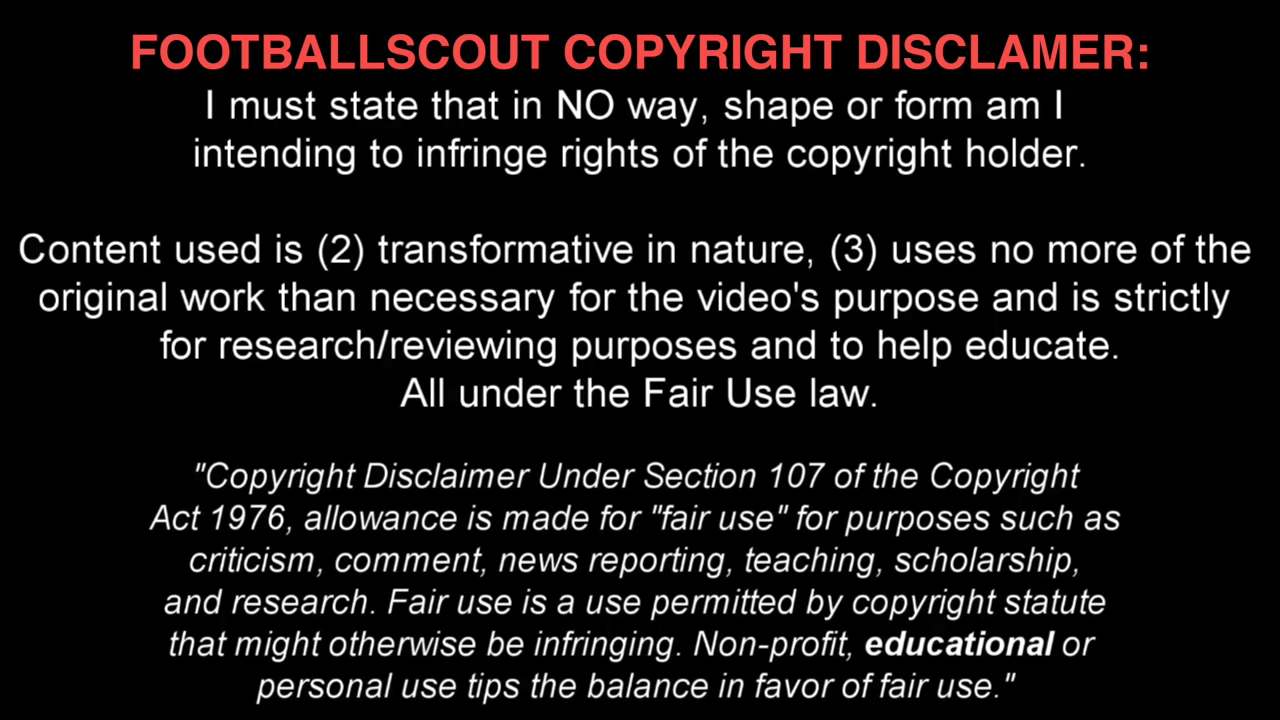 FOOTBALLSCOUT COPYRIGHT DISCLAMER:
I must state that in NO way, shape or form am I
intending to infringe rights of the copyright holder.
Content used is (2) transformative in nature, (3) uses no more of the
original work than necessary for the video's purpose and is strictly
for research/reviewing purposes and to help educate.
All under the Fair Use law.
"Copyright Disclaimer Under Section 107 of the Copyright
Act 1976, allowance is made for "fair use" for purposes such as
criticism, comment, news reporting, teaching, scholarship,
and research. Fair use is a use permitted by copyright statute
that might otherwise be infringing. Non-profit, educational or
personal use tips the balance in favor of fair use."